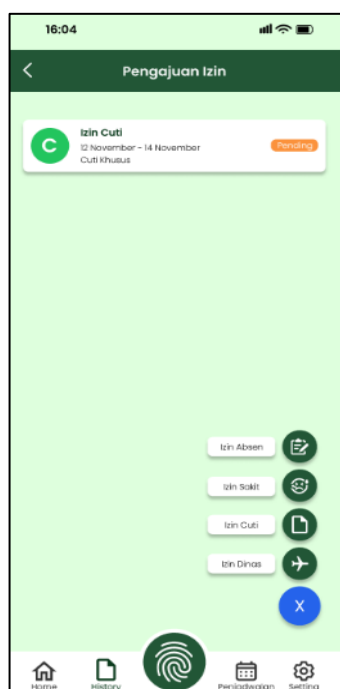 16:04
Pengajuan Izin
C
Izin Cuti
12 November - 14 November
Pending
Cuti Khusus
Izin Absen
Izin Sakit
Izin Cuti
Izin Dinas
X
Home
History
Penjadwalan
Setting